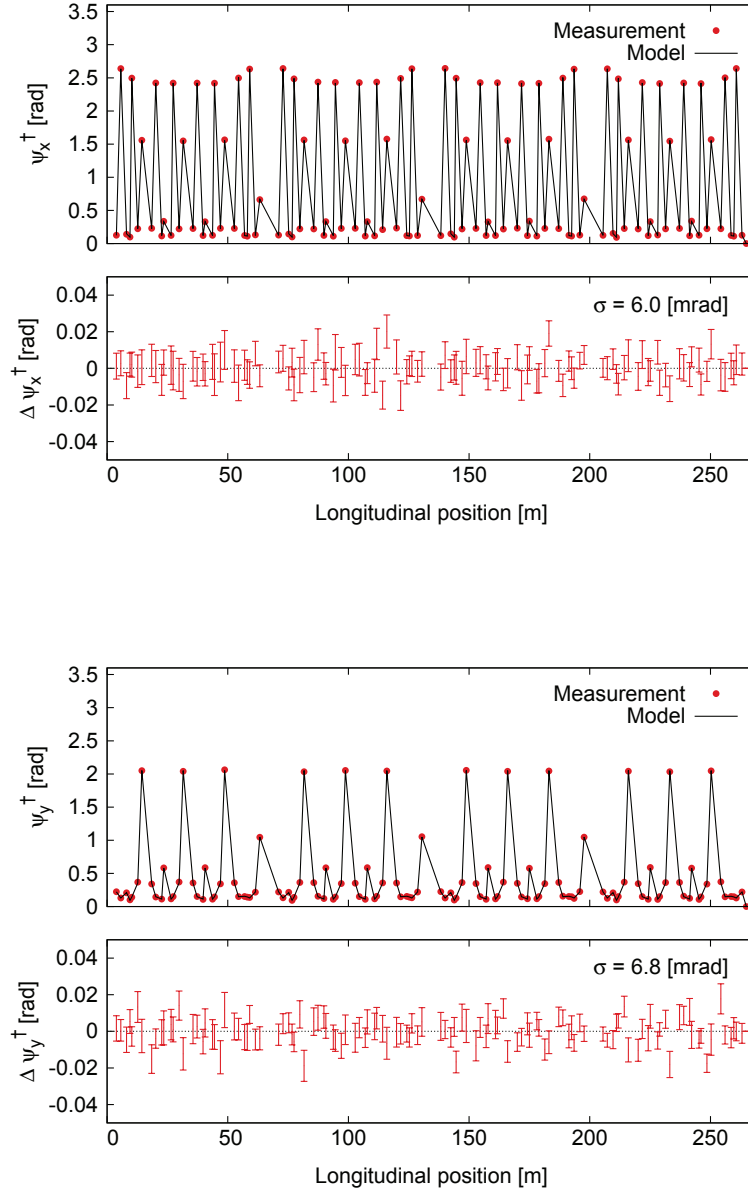 3.5
3
2.5
2
1.5
1
0.5
0
ψx† [rad]
Measurement
Model
0.04
0.02
0
-0.02
-0.04
Δ ψx† [rad]
σ = 6.0 [mrad]
0 50 100 150 200 250
Longitudinal position [m]
3.5
3
2.5
2
1.5
1
0.5
0
ψy† [rad]
Measurement
Model
0.04
0.02
0
-0.02
-0.04
Δ ψy† [rad]
σ = 6.8 [mrad]
0 50 100 150 200 250
Longitudinal position [m]